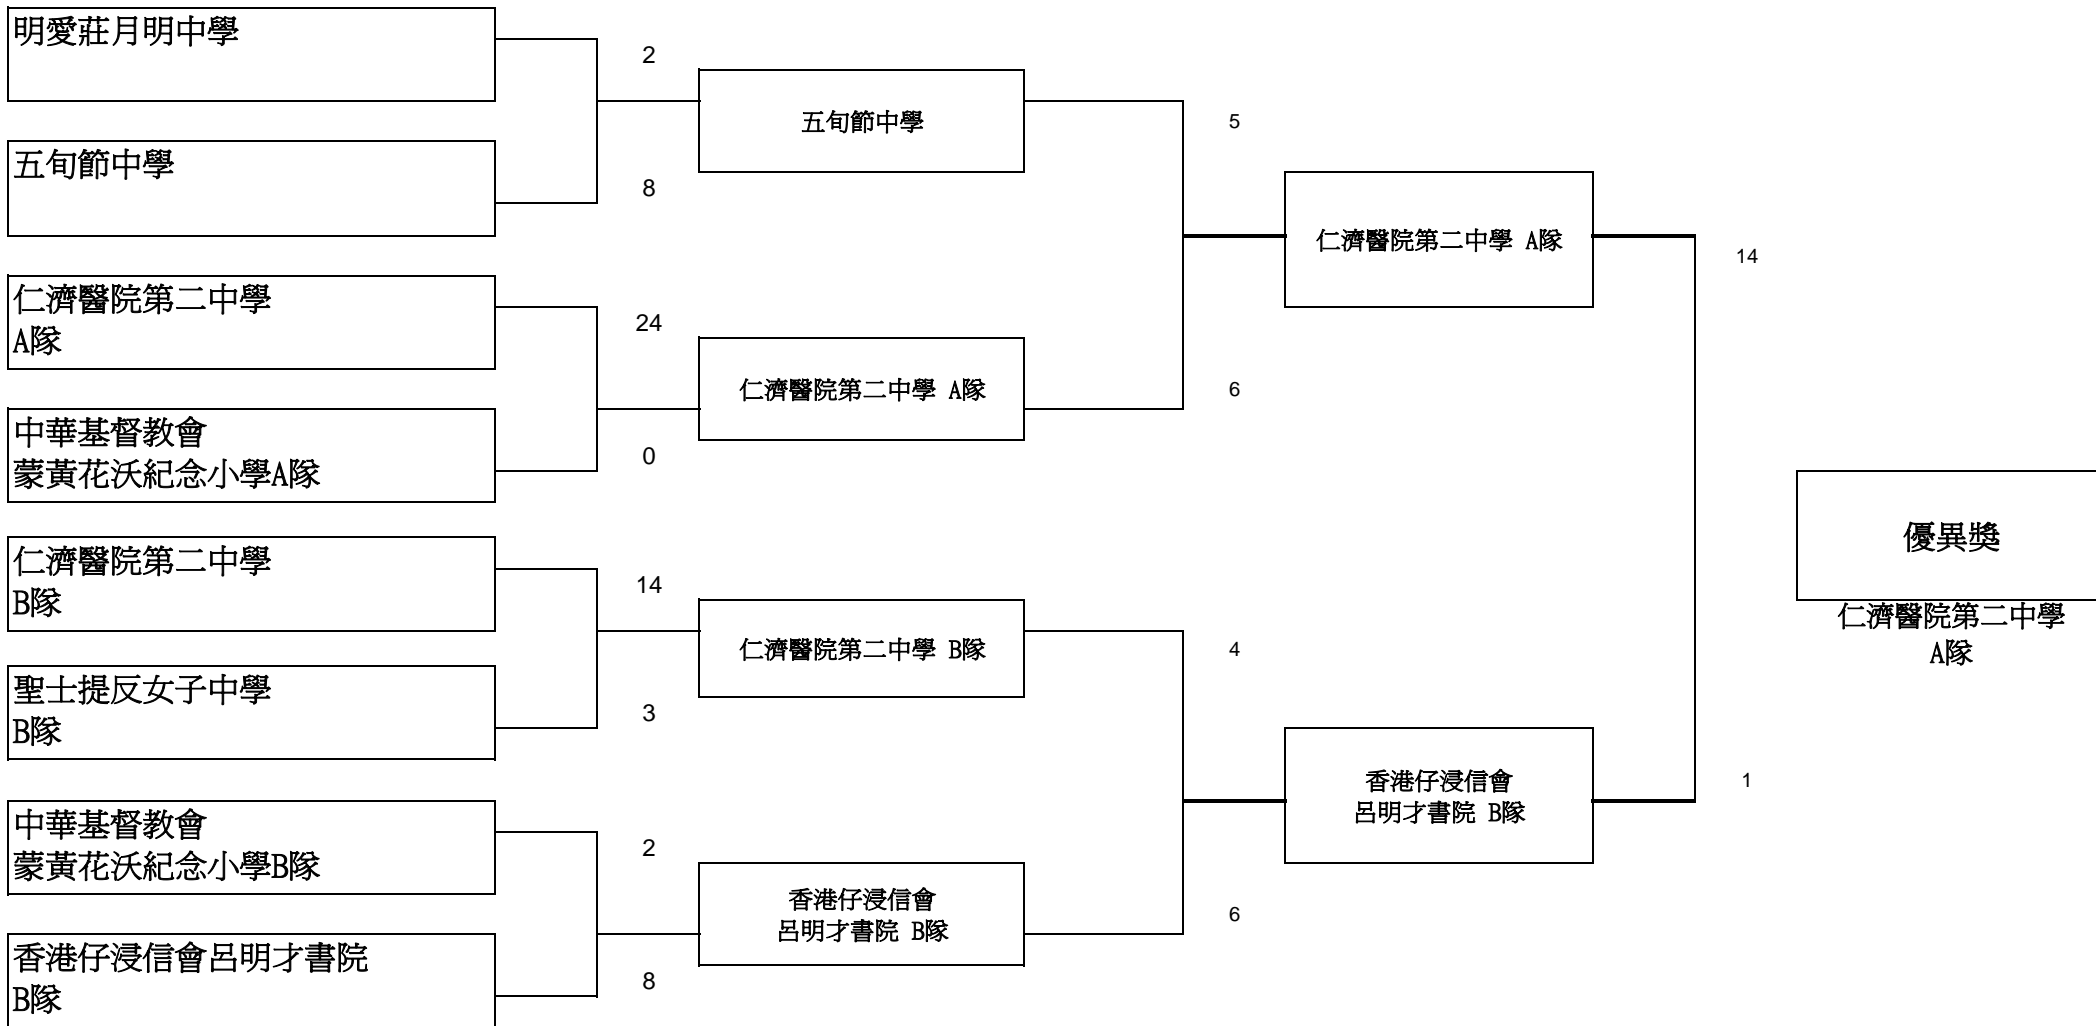 明愛莊月明中學
2
五旬節中學
五旬節中學
8
5
仁濟醫院第二中學 A隊
14
仁濟醫院第二中學
A隊
24
仁濟醫院第二中學 A隊
6
中華基督教會
蒙黃花沃紀念小學A隊
0
優異獎
仁濟醫院第二中學
A隊
仁濟醫院第二中學
B隊
14
仁濟醫院第二中學 B隊
4
聖士提反女子中學
B隊
3
香港仔浸信會
呂明才書院 B隊
1
中華基督教會
蒙黃花沃紀念小學B隊
2
香港仔浸信會
呂明才書院 B隊
6
香港仔浸信會呂明才書院
B隊
8